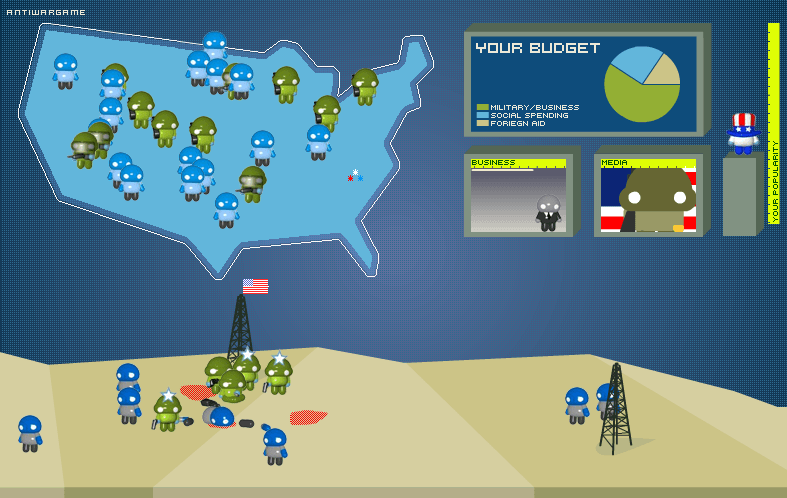 ANTIWARGAME
YOUR BUDGET
MILITARY/BUSINESS
SOCIAL SPENDING
FORIEGN AID
BUSINESS
MEDIA
YOUR POPULARITY